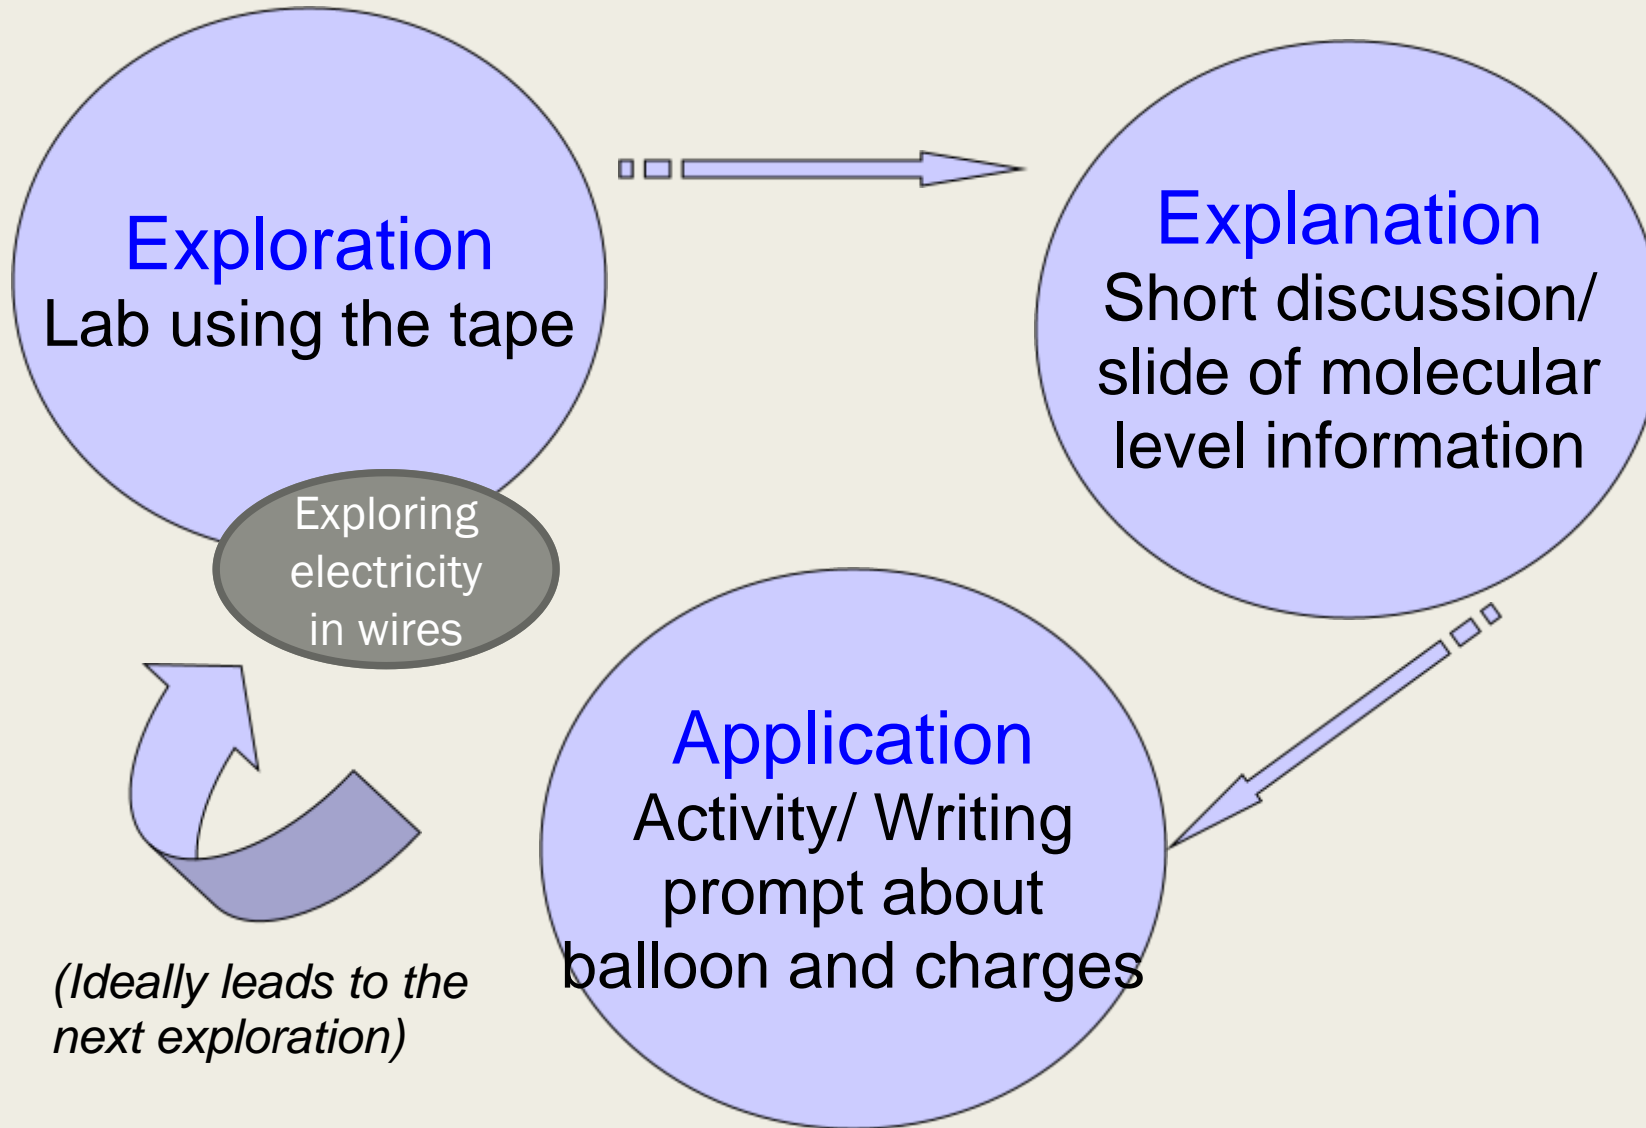 Exploration
Lab using the tape
Explanation
Short discussion/
slide of molecular
level information
Exploring
electricity
in wires
Application
Activity/ Writing
prompt about
balloon and charges
(Ideally leads to the
next exploration)